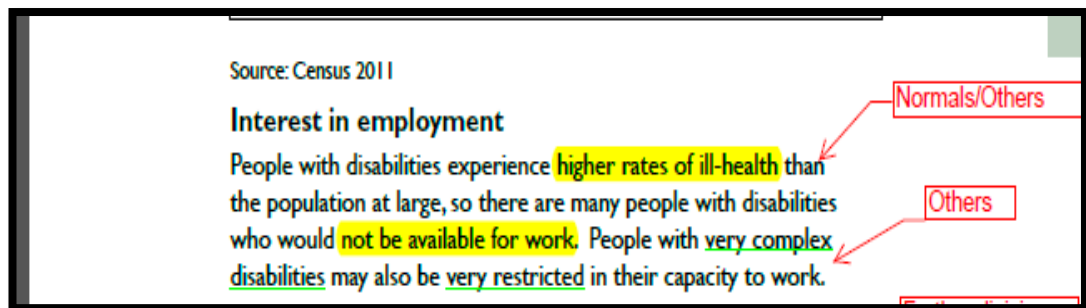 Source: Census 2011
Normals/Others
Interest in employment
People with disabilities experience higher rates of ill-health than
the population at large, so there are many people with disabilities
Others
who would not be available for work. People with very complex
disabilities may also be very restricted in their capacity to work.